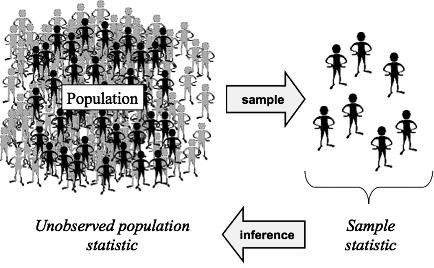 Population
sample
Unobserved population
statistic
inference
Sample
statistic